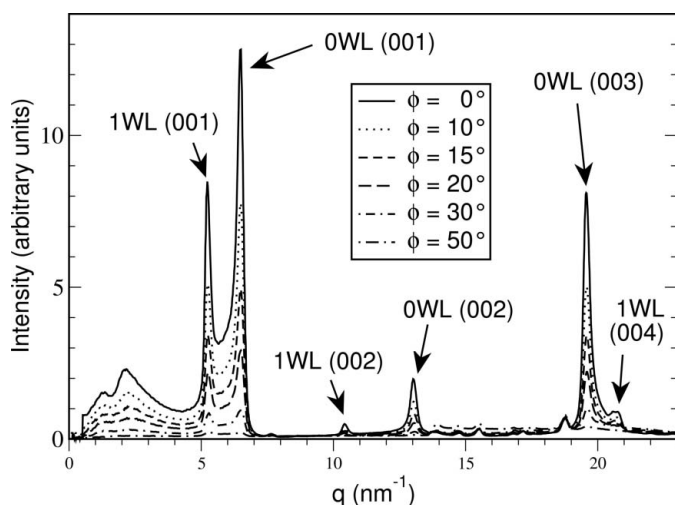 0WL (001)
1WL (001)
0WL (003)
ϕ = 0°
ϕ = 10°
ϕ = 15°
ϕ = 20°
ϕ = 30°
ϕ = 50°
0WL (002)
1WL (002)
1WL
(004)
Intensity (arbitrary units)
10
5
0
0 5 10 15 20
q (nm⁻¹)